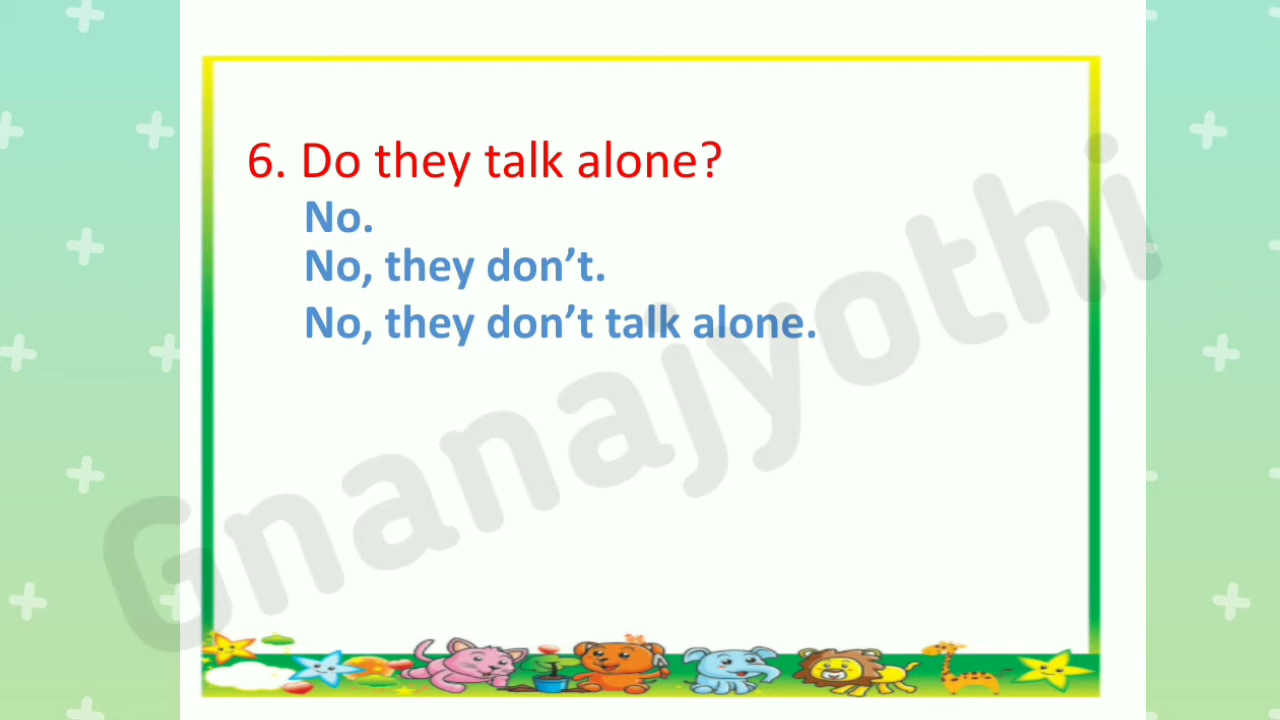 6. Do they talk alone?
No.
No, they don’t.
No, they don’t talk alone.
Gnanajyothi